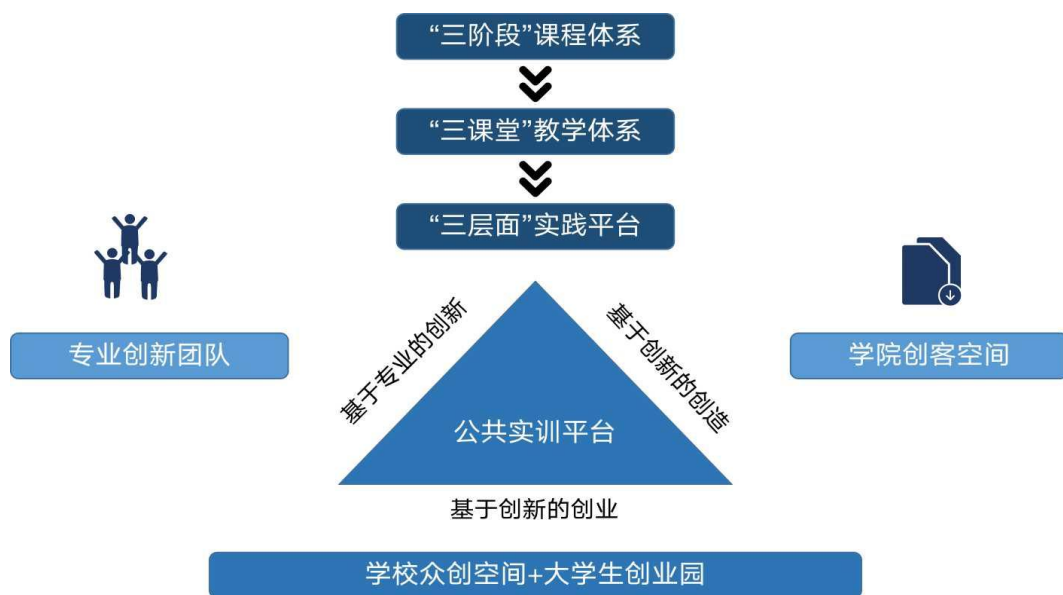 “三阶段”课程体系
“三课堂”教学体系
“三层面”实践平台
专业创新团队
基于专业的创新
基于创新的创造
学院创客空间
公共实训平台
基于创新的创业
学校众创空间+大学生创业园